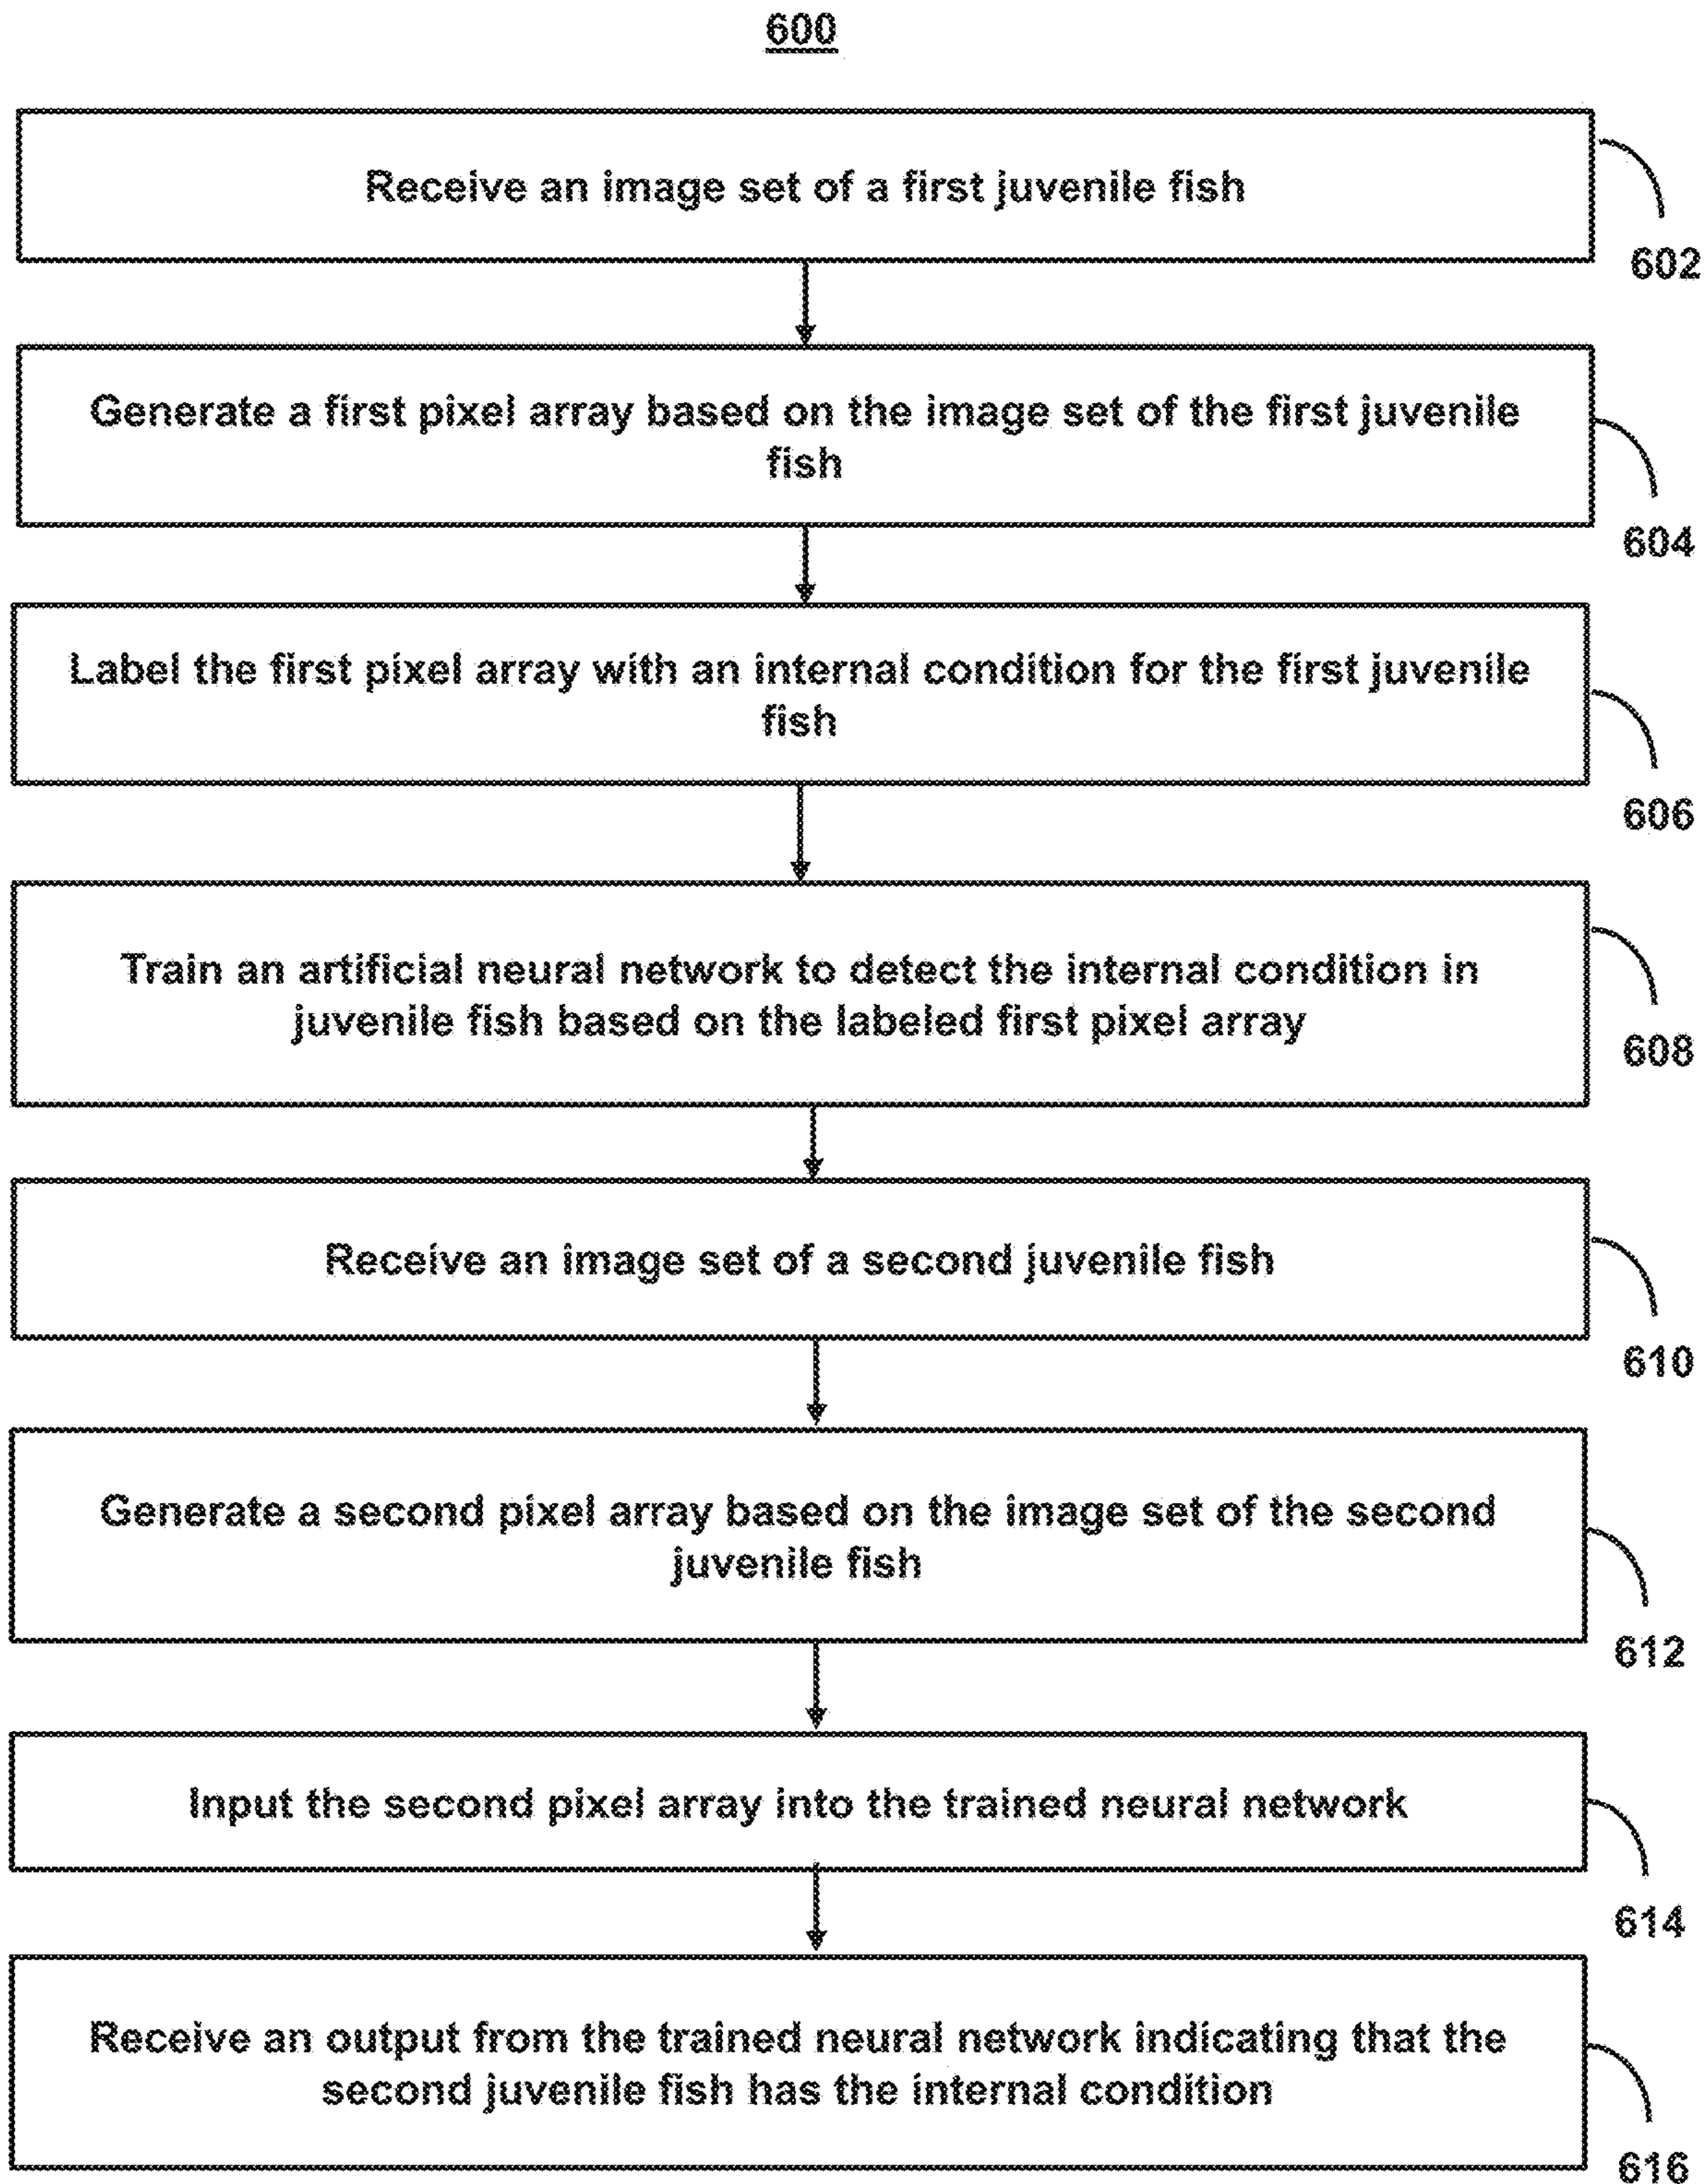 600
Receive an image set of a first juvenile fish
602
Generate a first pixel array based on the image set of the first juvenile
fish
604
Label the first pixel array with an internal condition for the first juvenile
fish
606
Train an artificial neural network to detect the internal condition in
juvenile fish based on the labeled first pixel array
608
Receive an image set of a second juvenile fish
610
Generate a second pixel array based on the image set of the second
juvenile fish
612
Input the second pixel array into the trained neural network
614
Receive an output from the trained neural network indicating that the
second juvenile fish has the internal condition
616